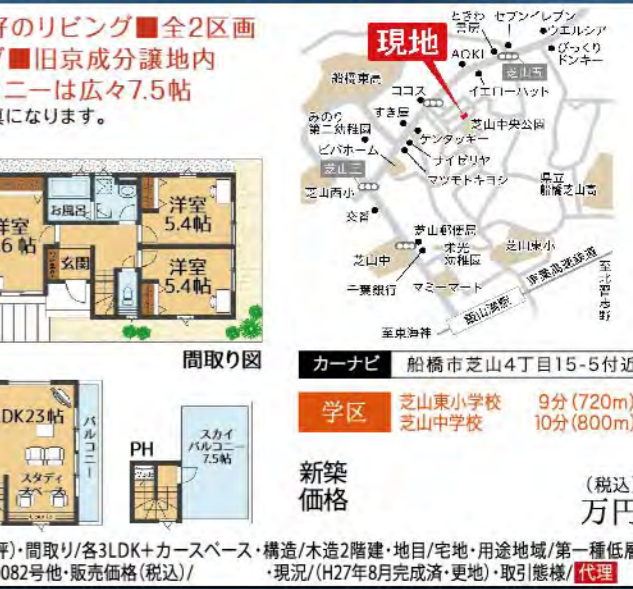 好のリビング■全2区画
■旧京成分譲地内
ニーは広々7.5帖
になります。
お風呂
洋室
5.4帖
洋室
6帖
玄関
洋室
5.4帖
間取り図
DK23帖
バルコニー
スタディ
スペース
PH
スカイ
バルコニー
7.5帖
現地
ときわ
書房
セブンイレブン
ウエルシア
びっくり
ドンキー
AOKI
芝山五
イエローハット
船橋東高
ココス
すき屋
芝山中央公園
みのり
第二幼稚園
ケンタッキー
ビバホーム
サイゼリヤ
マツモトキヨシ
芝山三
芝山西小
県立
船橋芝山高
交番
芝山郵便局
栄光
幼稚園
芝山東小
芝山中
千葉銀行
マミーマート
東葉高速鉄道
飯山満駅
至北習志野
至東海神
カーナビ 船橋市芝山4丁目15-5付近
学区
芝山東小学校 9分(720m)
芝山中学校 10分(800m)
新築
価格
(税込)
万円
坪)・間取り/各3LDK+カースペース・構造/木造2階建・地目/宅地・用途地域/第一種低層
082号他・販売価格(税込)/ ・現況/(H27年8月完成済・更地)・取引態様/代理